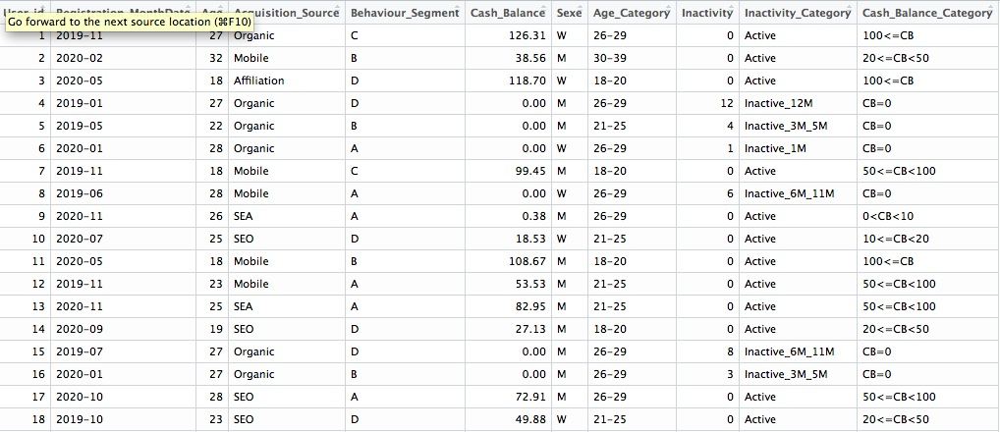 User_id Registration_MonthDate Age Acquisition_Source Behaviour_Segment Cash_Balance Sexe Age_Category Inactivity Inactivity_Category Cash_Balance_Category
Go forward to the next source location (⌘F10)
1 2019-11 27 Organic C 126.31 W 26-29 0 Active 100<=CB
2 2020-02 32 Mobile B 38.56 M 30-39 0 Active 20<=CB<50
3 2020-05 18 Affiliation D 118.70 W 18-20 0 Active 100<=CB
4 2019-01 27 Organic D 0.00 M 26-29 12 Inactive_12M CB=0
5 2019-05 22 Organic B 0.00 M 21-25 4 Inactive_3M_5M CB=0
6 2020-01 28 Organic A 0.00 W 26-29 1 Inactive_1M CB=0
7 2019-11 18 Mobile C 99.45 M 18-20 0 Active 50<=CB<100
8 2019-06 28 Mobile A 0.00 W 26-29 6 Inactive_6M_11M CB=0
9 2020-11 26 SEA A 0.38 M 26-29 0 Active 0<CB<10
10 2020-07 25 SEO D 18.53 W 21-25 0 Active 10<=CB<20
11 2020-05 18 Mobile B 108.67 M 18-20 0 Active 100<=CB
12 2019-11 23 Mobile A 53.53 M 21-25 0 Active 50<=CB<100
13 2020-11 25 SEA A 82.95 M 21-25 0 Active 50<=CB<100
14 2020-09 19 SEO D 27.13 M 18-20 0 Active 20<=CB<50
15 2019-07 27 Organic D 0.00 M 26-29 8 Inactive_6M_11M CB=0
16 2020-01 27 Organic B 0.00 M 26-29 3 Inactive_3M_5M CB=0
17 2020-10 28 SEO A 72.91 M 26-29 0 Active 50<=CB<100
18 2019-10 23 SEO D 49.88 W 21-25 0 Active 20<=CB<50